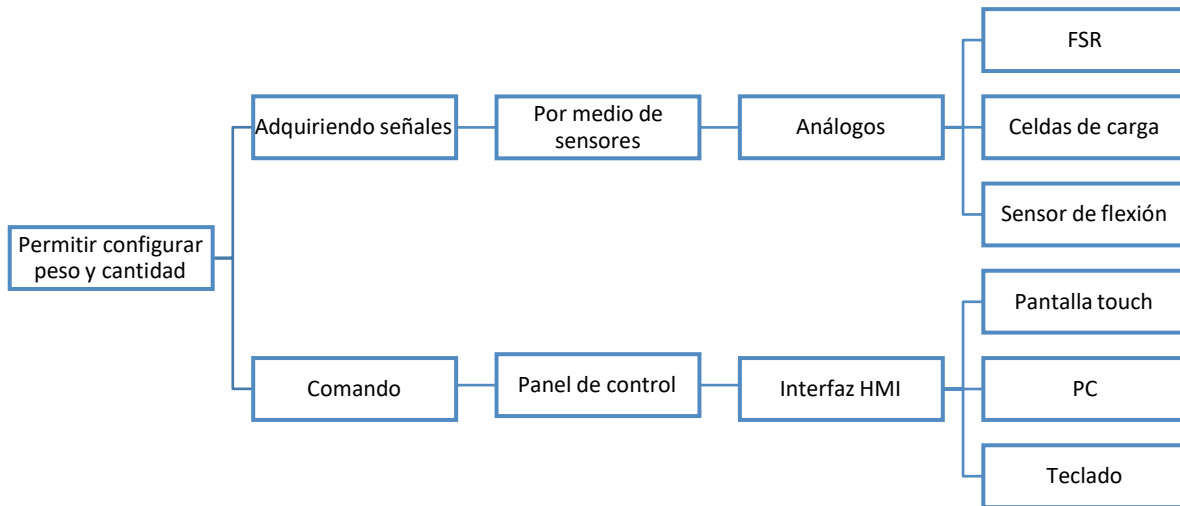 Permitir configurar
peso y cantidad
Adquiriendo señales
Por medio de
sensores
Análogos
FSR
Celdas de carga
Sensor de flexión
Comando
Panel de control
Interfaz HMI
Pantalla touch
PC
Teclado